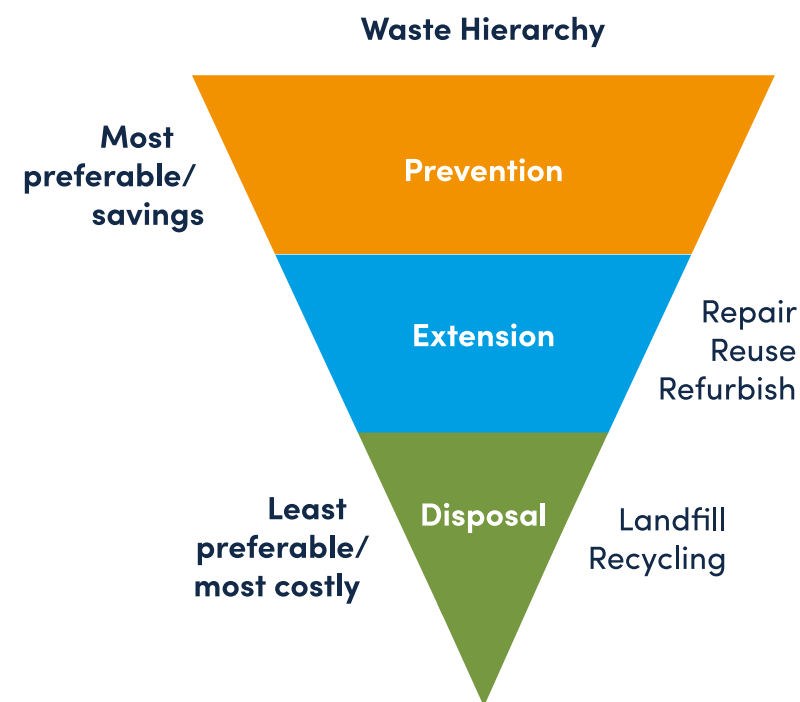 Waste Hierarchy
Most
preferable/
savings
Prevention
Extension
Repair
Reuse
Refurbish
Least
preferable/
most costly
Disposal
Landfill
Recycling